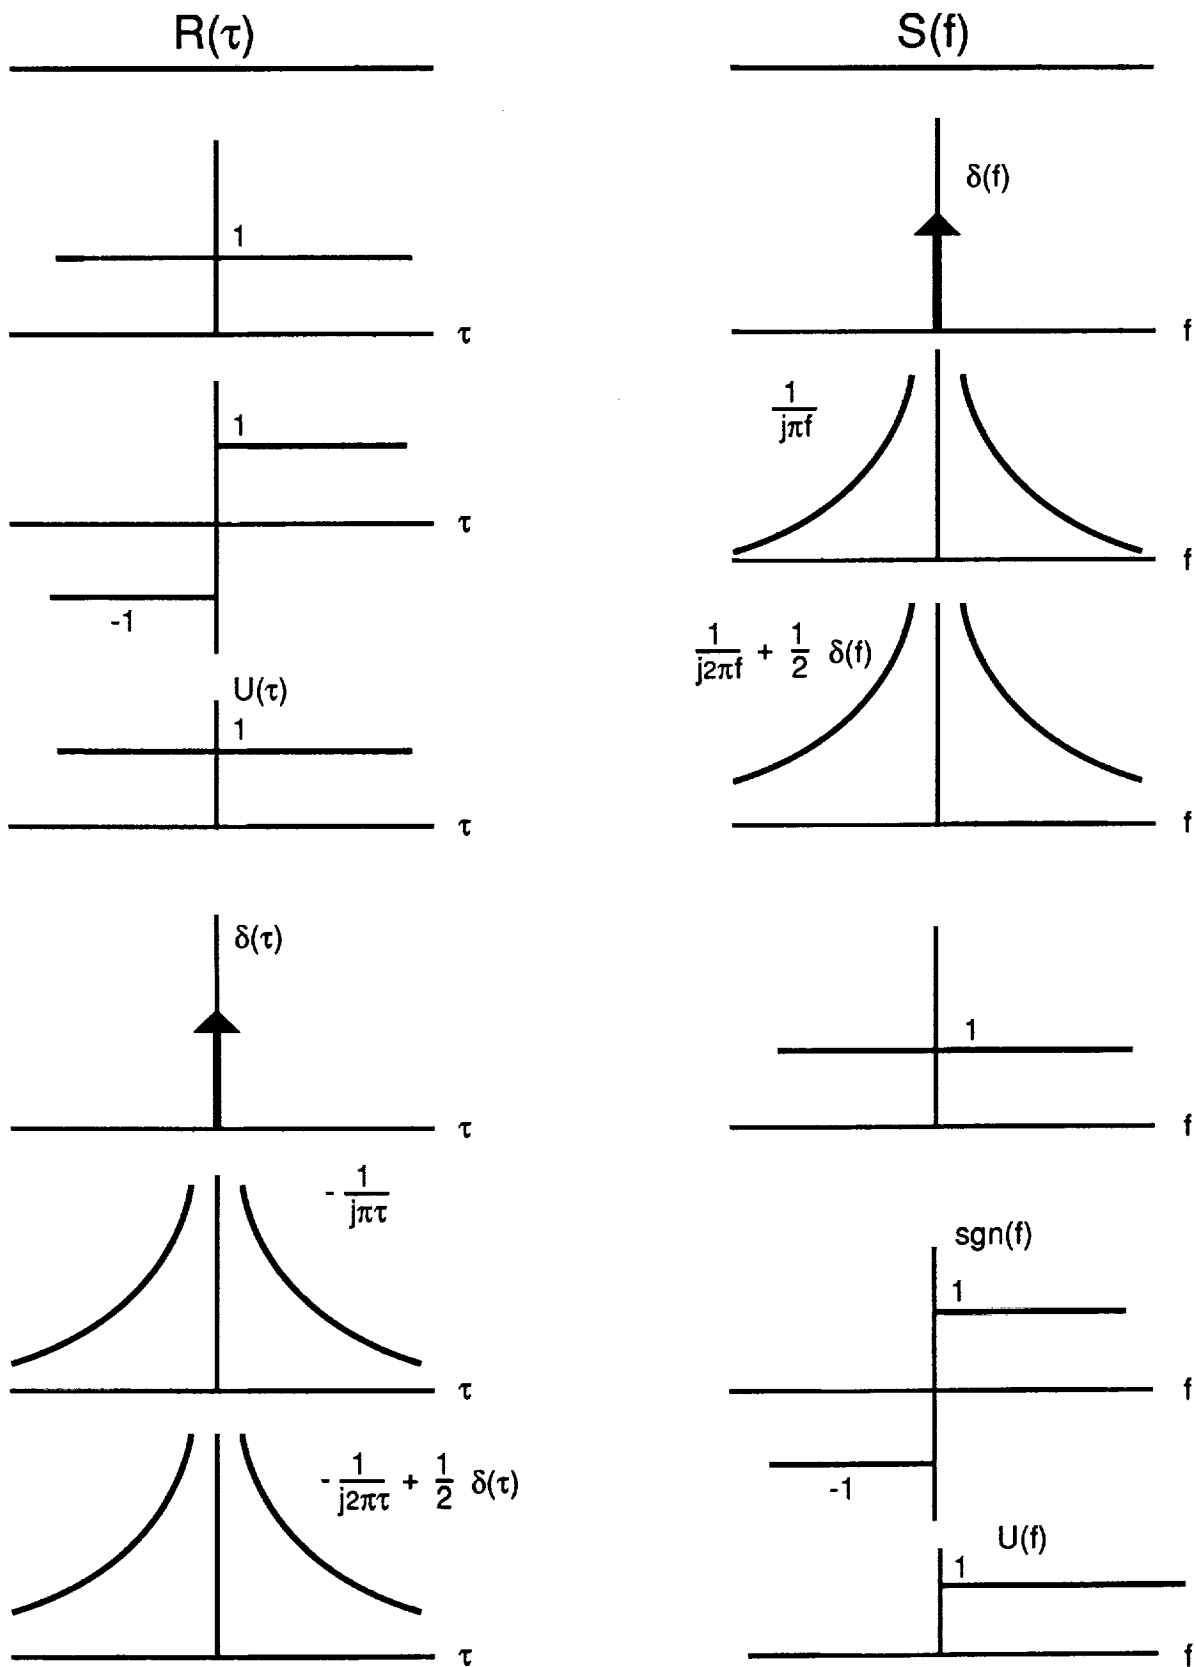 R(τ) S(f)
1
τ
δ(f)
f
1
τ
-1
1/jπf
f
U(τ)
1
τ
1/j2πf + 1/2 δ(f)
f
δ(τ)
τ
1
f
- 1/jπτ
τ
sgn(f)
1
f
-1
- 1/j2πτ + 1/2 δ(τ)
τ
U(f)
1
f